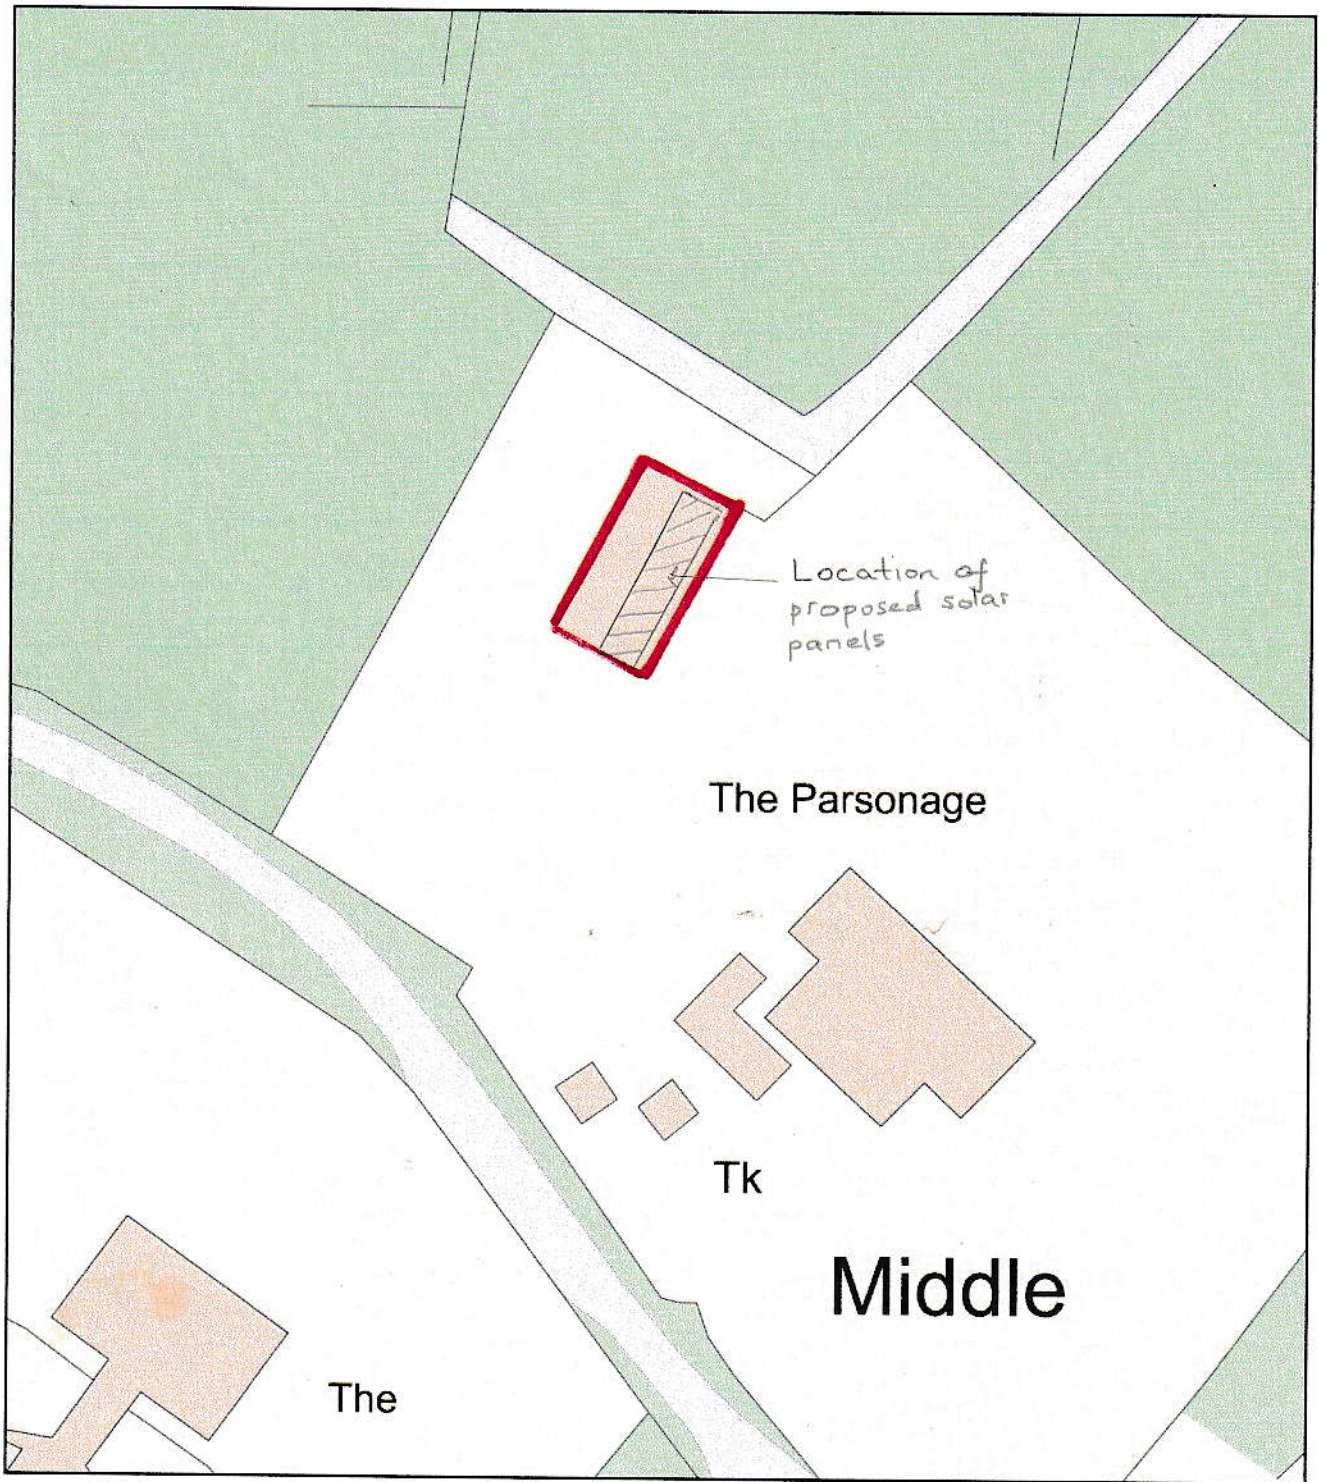 Location of
proposed solar
panels
The Parsonage
Tk
Middle
The